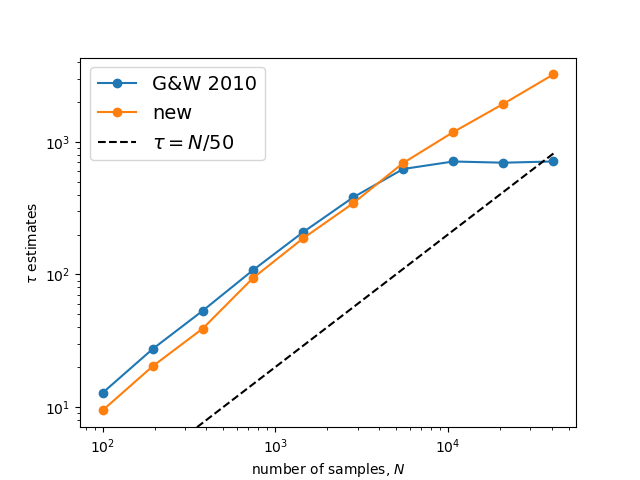 G&W 2010
new
τ = N/50
10³
10²
10¹
τ estimates
10² 10³ 10⁴
number of samples, N